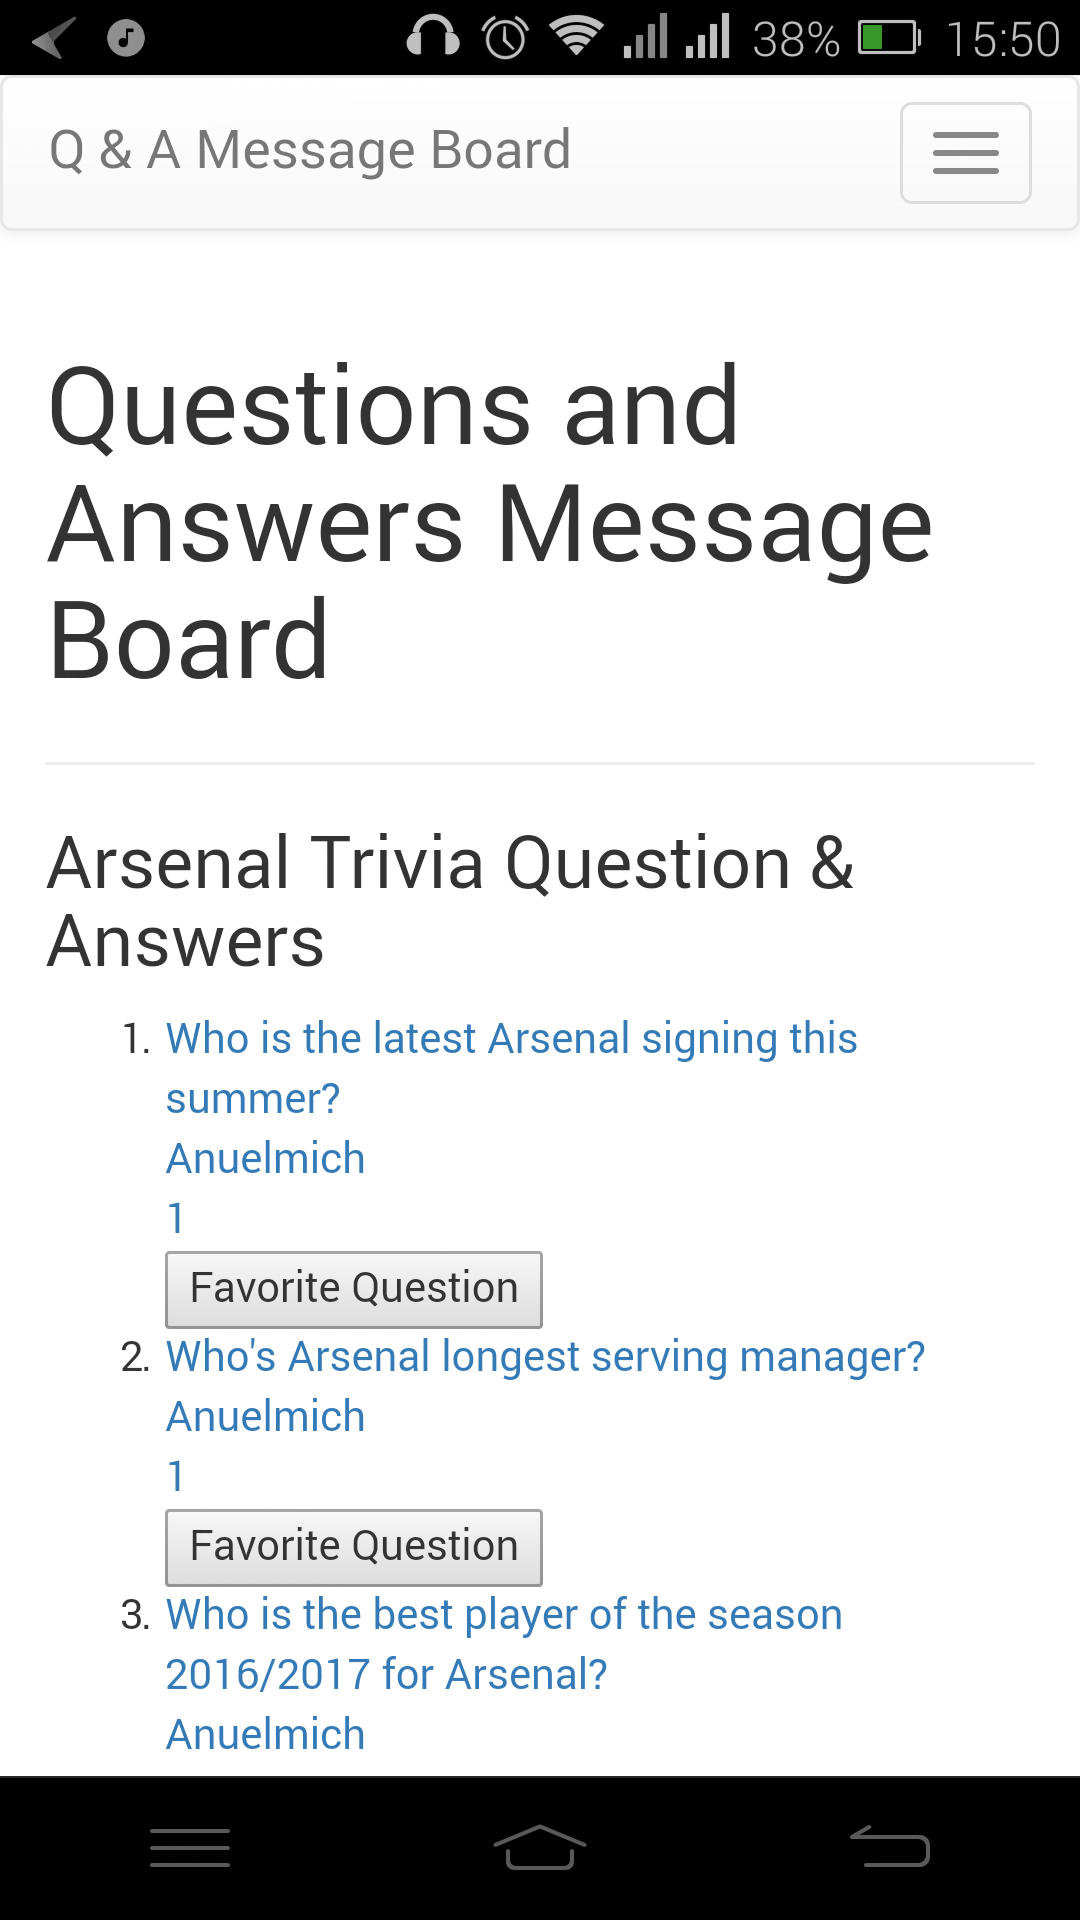 38% 15:50
Q & A Message Board
Questions and
Answers Message
Board
Arsenal Trivia Question &
Answers
1. Who is the latest Arsenal signing this
summer?
Anuelmich
1
Favorite Question
2. Who's Arsenal longest serving manager?
Anuelmich
1
Favorite Question
3. Who is the best player of the season
2016/2017 for Arsenal?
Anuelmich